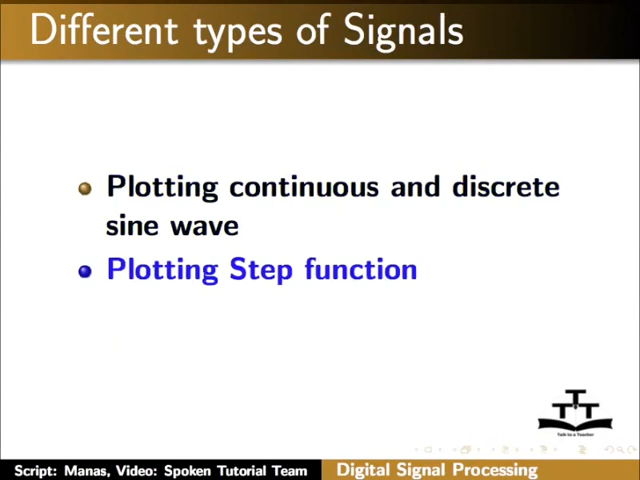 Different types of Signals
Plotting continuous and discrete
sine wave
Plotting Step function
T
T T
Talk to a Teacher
Script: Manas, Video: Spoken Tutorial Team
Digital Signal Processing